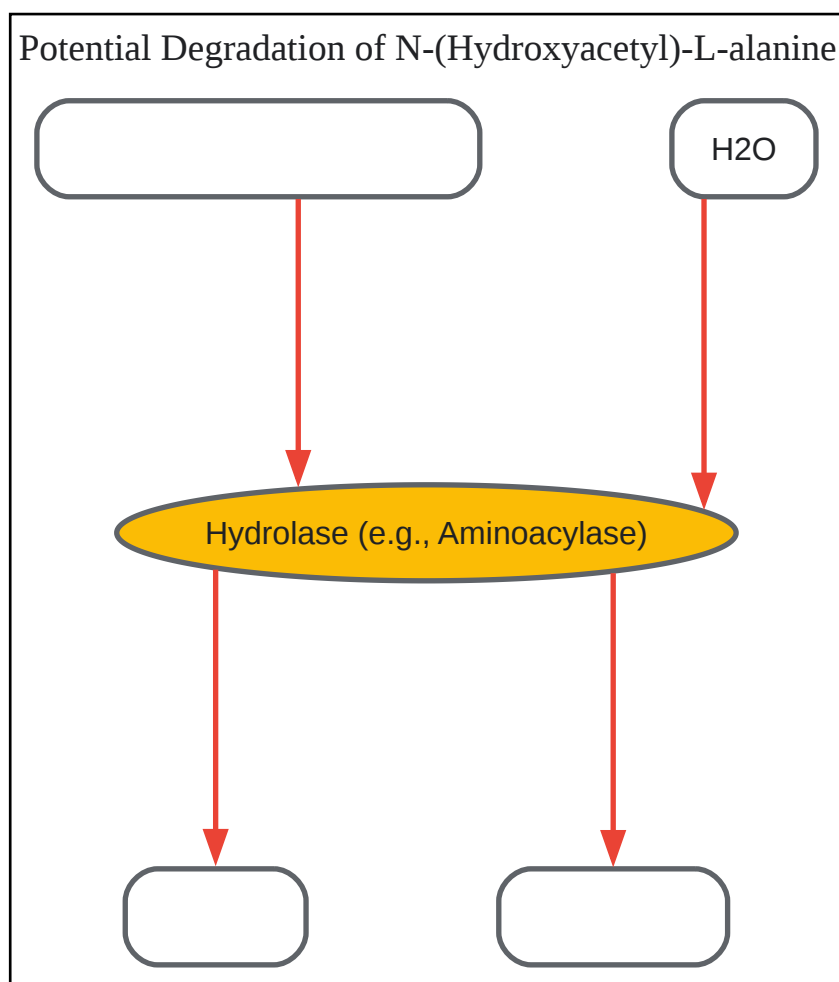 Potential Degradation of N-(Hydroxyacetyl)-L-alanine
H2O
Hydrolase (e.g., Aminoacylase)